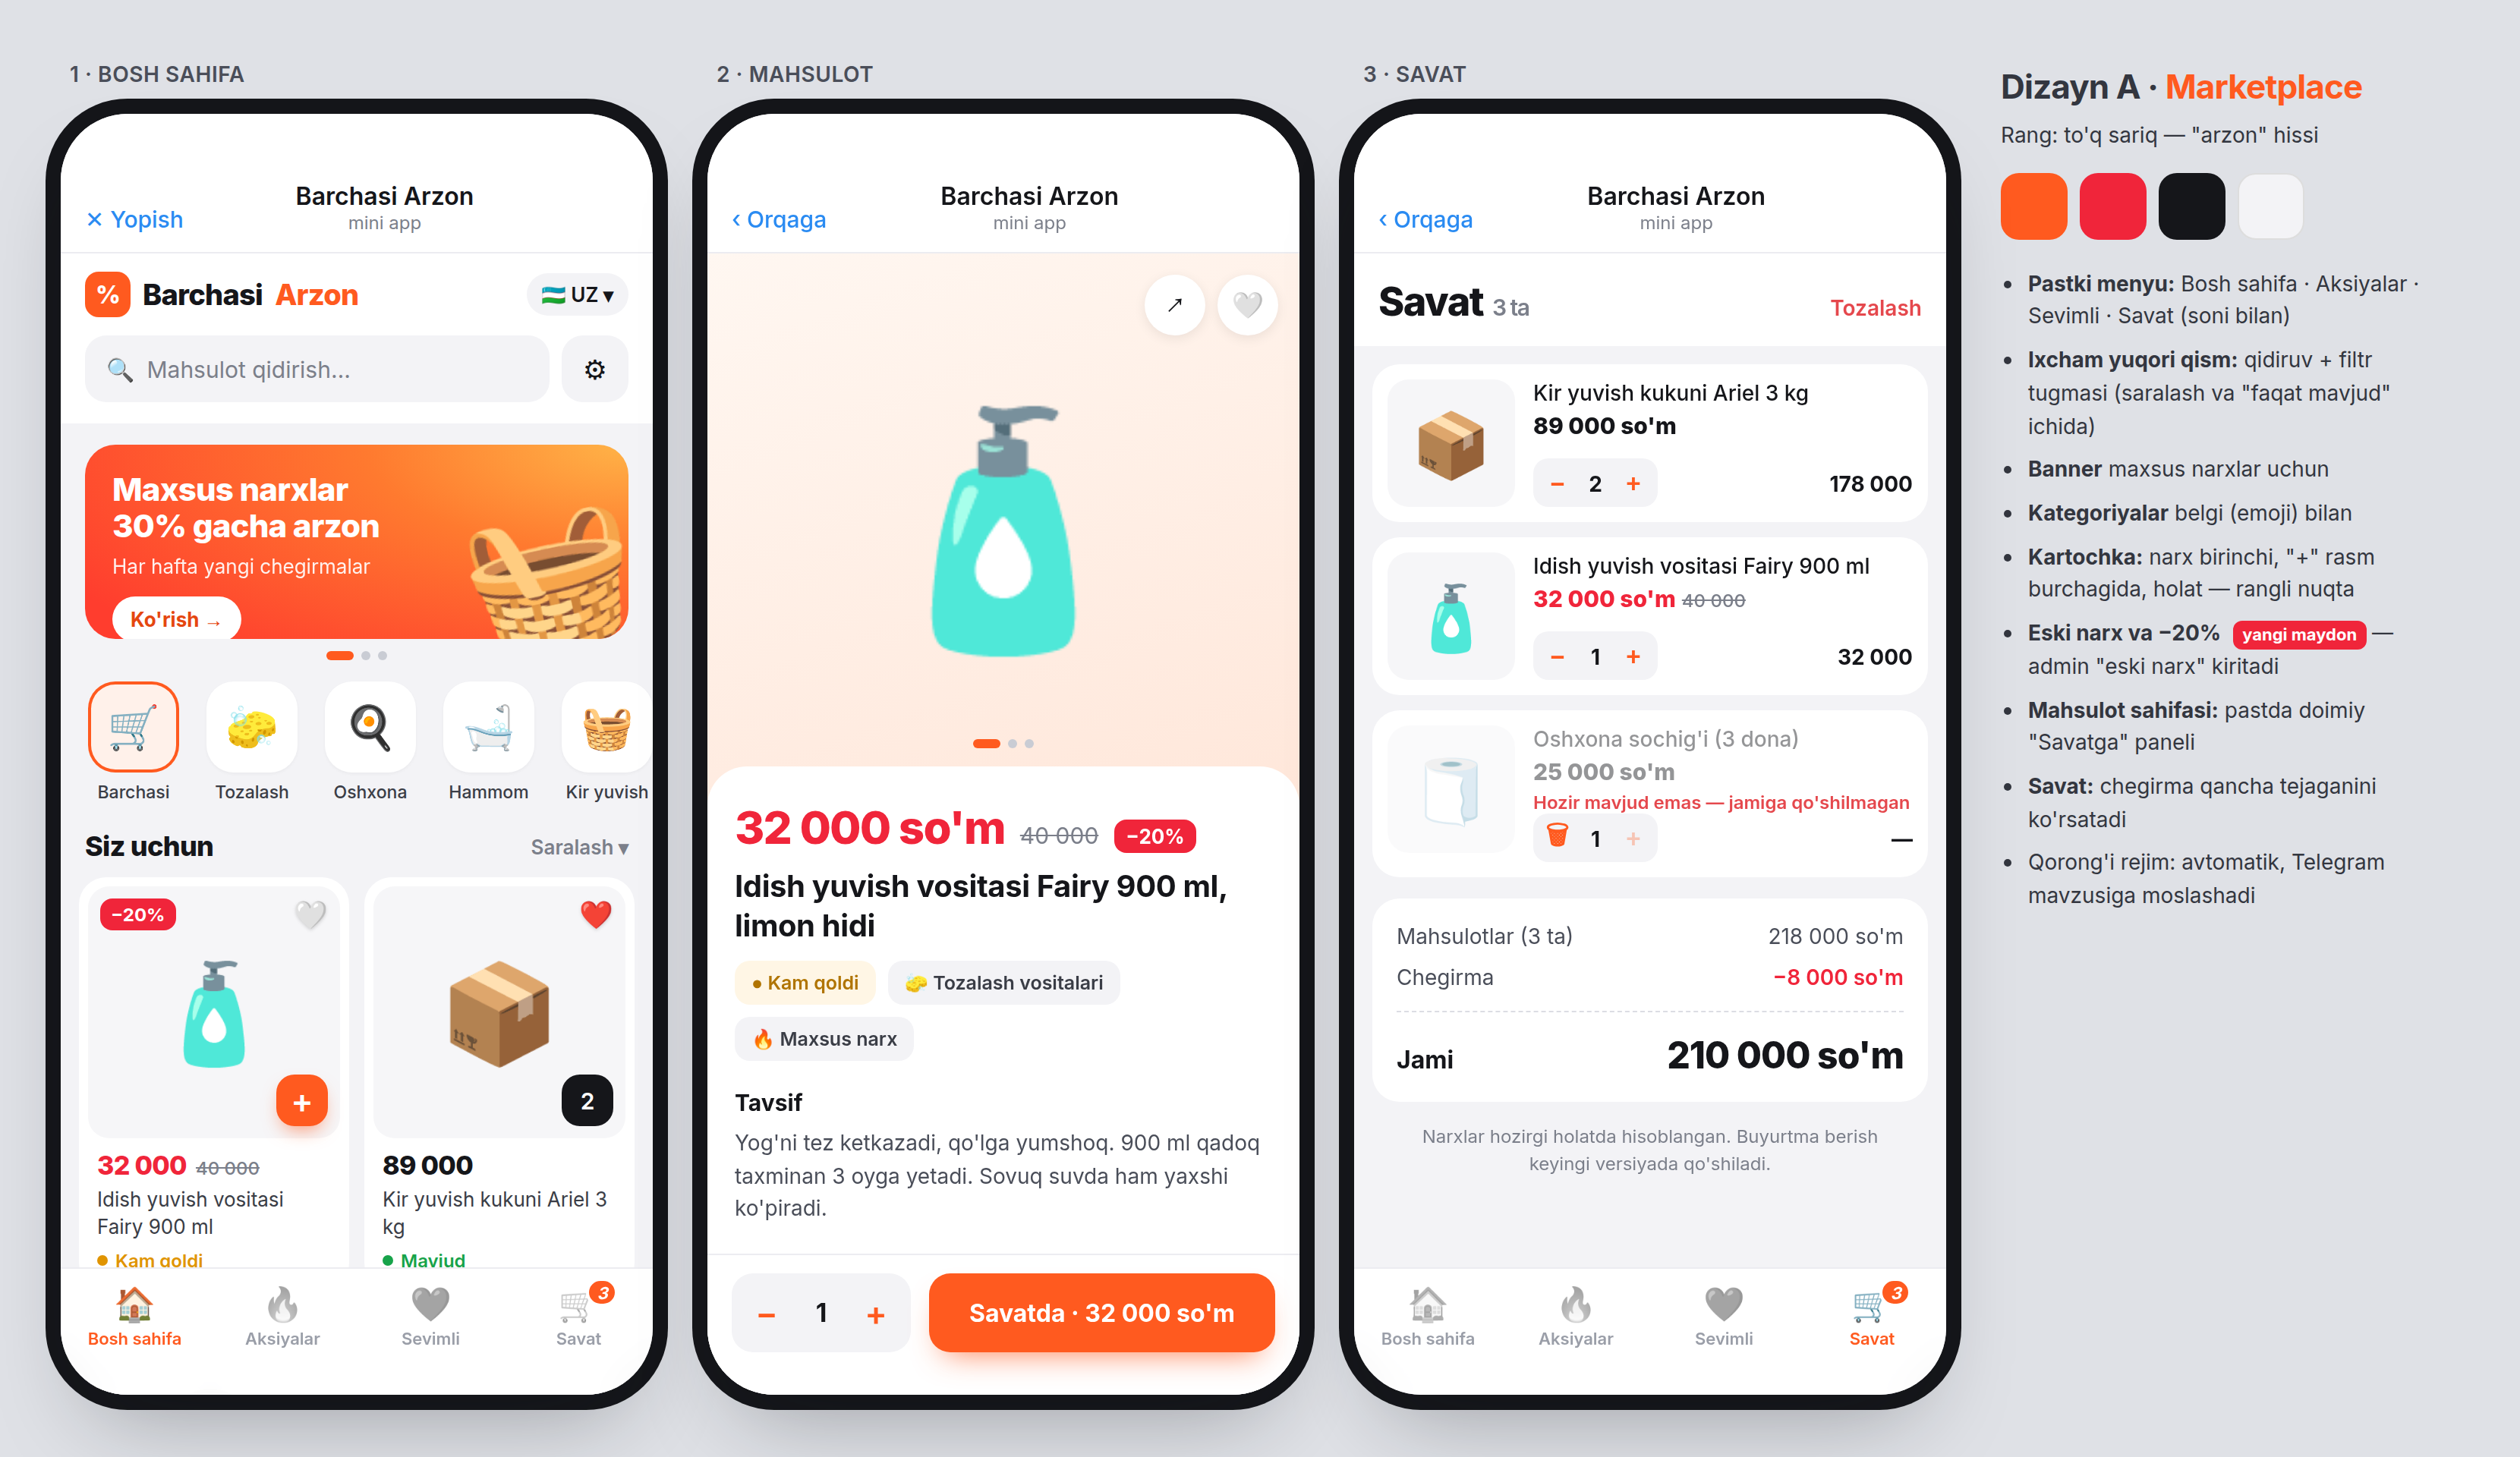 1 · BOSH SAHIFA
✕ Yopish
Barchasi Arzon
mini app
% Barchasi Arzon
UZ ▾
Mahsulot qidirish...
Maxsus narxlar
30% gacha arzon
Har hafta yangi chegirmalar
Ko'rish →
Barchasi
Tozalash
Oshxona
Hammom
Kir yuvish
Siz uchun
Saralash ▾
−20%
+
2
32 000 40 000
Idish yuvish vositasi
Fairy 900 ml
Kam qoldi
89 000
Kir yuvish kukuni Ariel 3
kg
Mavjud
Bosh sahifa
Aksiyalar
Sevimli
3
Savat
2 · MAHSULOT
‹ Orqaga
Barchasi Arzon
mini app
↗
32 000 so'm 40 000 −20%
Idish yuvish vositasi Fairy 900 ml,
limon hidi
● Kam qoldi
Tozalash vositalari
Maxsus narx
Tavsif
Yog'ni tez ketkazadi, qo'lga yumshoq. 900 ml qadoq
taxminan 3 oyga yetadi. Sovuq suvda ham yaxshi
ko'piradi.
− 1 +
Savatda · 32 000 so'm
3 · SAVAT
‹ Orqaga
Barchasi Arzon
mini app
Savat 3 ta
Tozalash
Kir yuvish kukuni Ariel 3 kg
89 000 so'm
− 2 +
178 000
Idish yuvish vositasi Fairy 900 ml
32 000 so'm 40 000
− 1 +
32 000
Oshxona sochig'i (3 dona)
25 000 so'm
Hozir mavjud emas — jamiga qo'shilmagan
1 +
—
Mahsulotlar (3 ta) 218 000 so'm
Chegirma −8 000 so'm
Jami 210 000 so'm
Narxlar hozirgi holatda hisoblangan. Buyurtma berish
keyingi versiyada qo'shiladi.
Bosh sahifa
Aksiyalar
Sevimli
3
Savat
Dizayn A · Marketplace
Rang: to'q sariq — "arzon" hissi
• Pastki menyu: Bosh sahifa · Aksiyalar ·
Sevimli · Savat (soni bilan)
• Ixcham yuqori qism: qidiruv + filtr
tugmasi (saralash va "faqat mavjud"
ichida)
• Banner maxsus narxlar uchun
• Kategoriyalar belgi (emoji) bilan
• Kartochka: narx birinchi, "+" rasm
burchagida, holat — rangli nuqta
• Eski narx va −20% yangi maydon —
admin "eski narx" kiritadi
• Mahsulot sahifasi: pastda doimiy
"Savatga" paneli
• Savat: chegirma qancha tejaganini
ko'rsatadi
• Qorong'i rejim: avtomatik, Telegram
mavzusiga moslashadi